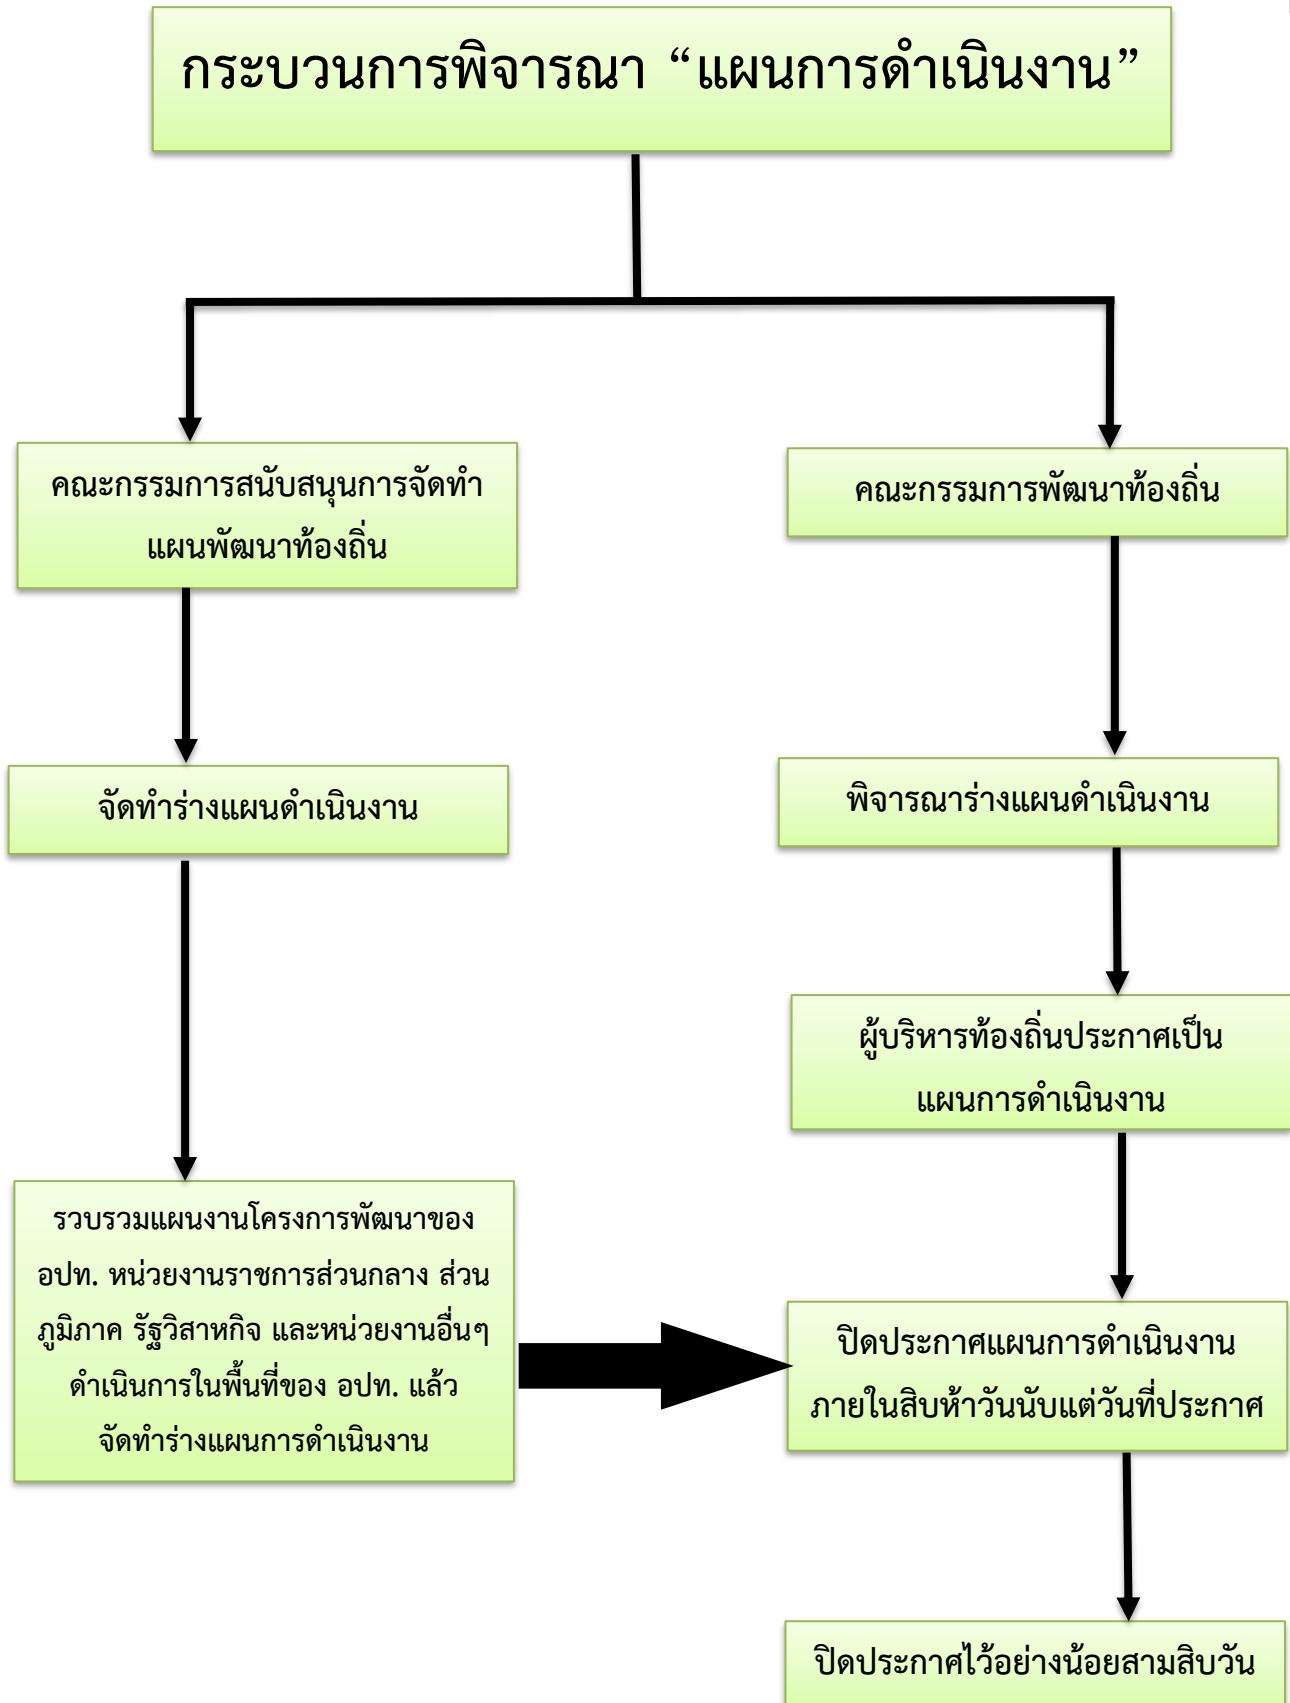 กระบวนการพิจารณา “แผนการดำเนินงาน”
คณะกรรมการสนับสนุนการจัดทำ
แผนพัฒนาท้องถิ่น
จัดทำร่างแผนดำเนินงาน
รวบรวมแผนงานโครงการพัฒนาของ
อปท. หน่วยงานราชการส่วนกลาง ส่วน
ภูมิภาค รัฐวิสาหกิจ และหน่วยงานอื่นๆ
ดำเนินการในพื้นที่ของ อปท. แล้ว
จัดทำร่างแผนการดำเนินงาน
คณะกรรมการพัฒนาท้องถิ่น
พิจารณาร่างแผนดำเนินงาน
ผู้บริหารท้องถิ่นประกาศเป็น
แผนการดำเนินงาน
ปิดประกาศแผนการดำเนินงาน
ภายในสิบห้าวันนับแต่วันที่ประกาศ
ปิดประกาศไว้อย่างน้อยสามสิบวัน